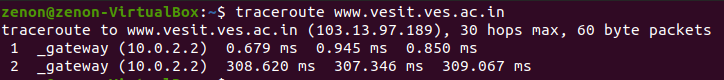 zenon@zenon-VirtualBox:~$ traceroute www.vesit.ves.ac.in
traceroute to www.vesit.ves.ac.in (103.13.97.189), 30 hops max, 60 byte packets
 1  _gateway (10.0.2.2)  0.679 ms  0.945 ms  0.850 ms
 2  _gateway (10.0.2.2)  308.620 ms  307.346 ms  309.067 ms